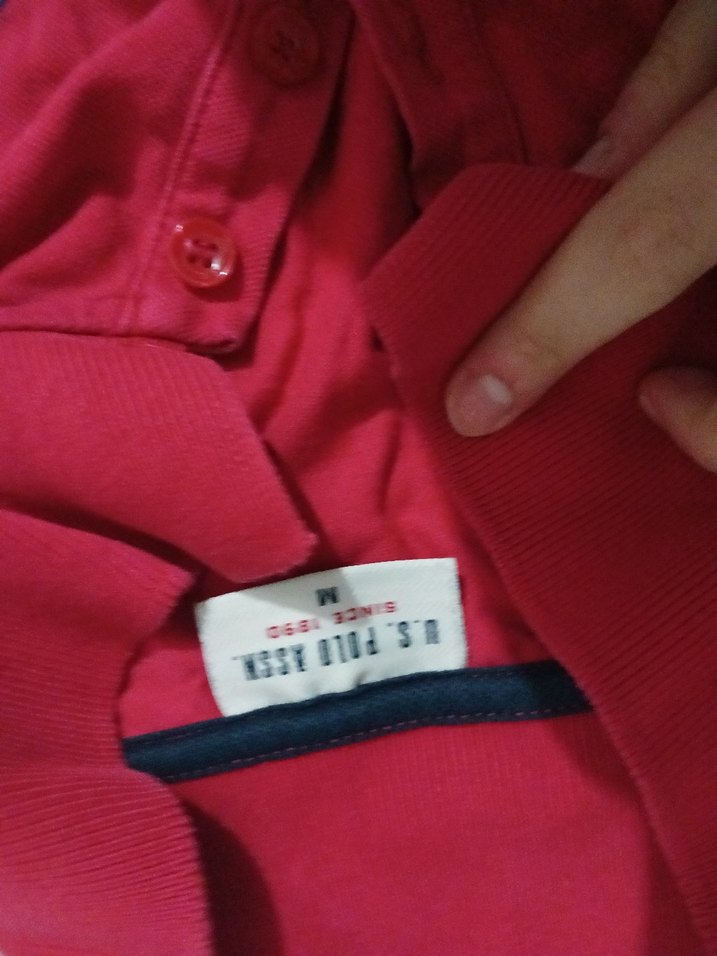 U.S. POLO ASSN.
SINCE 1890
M